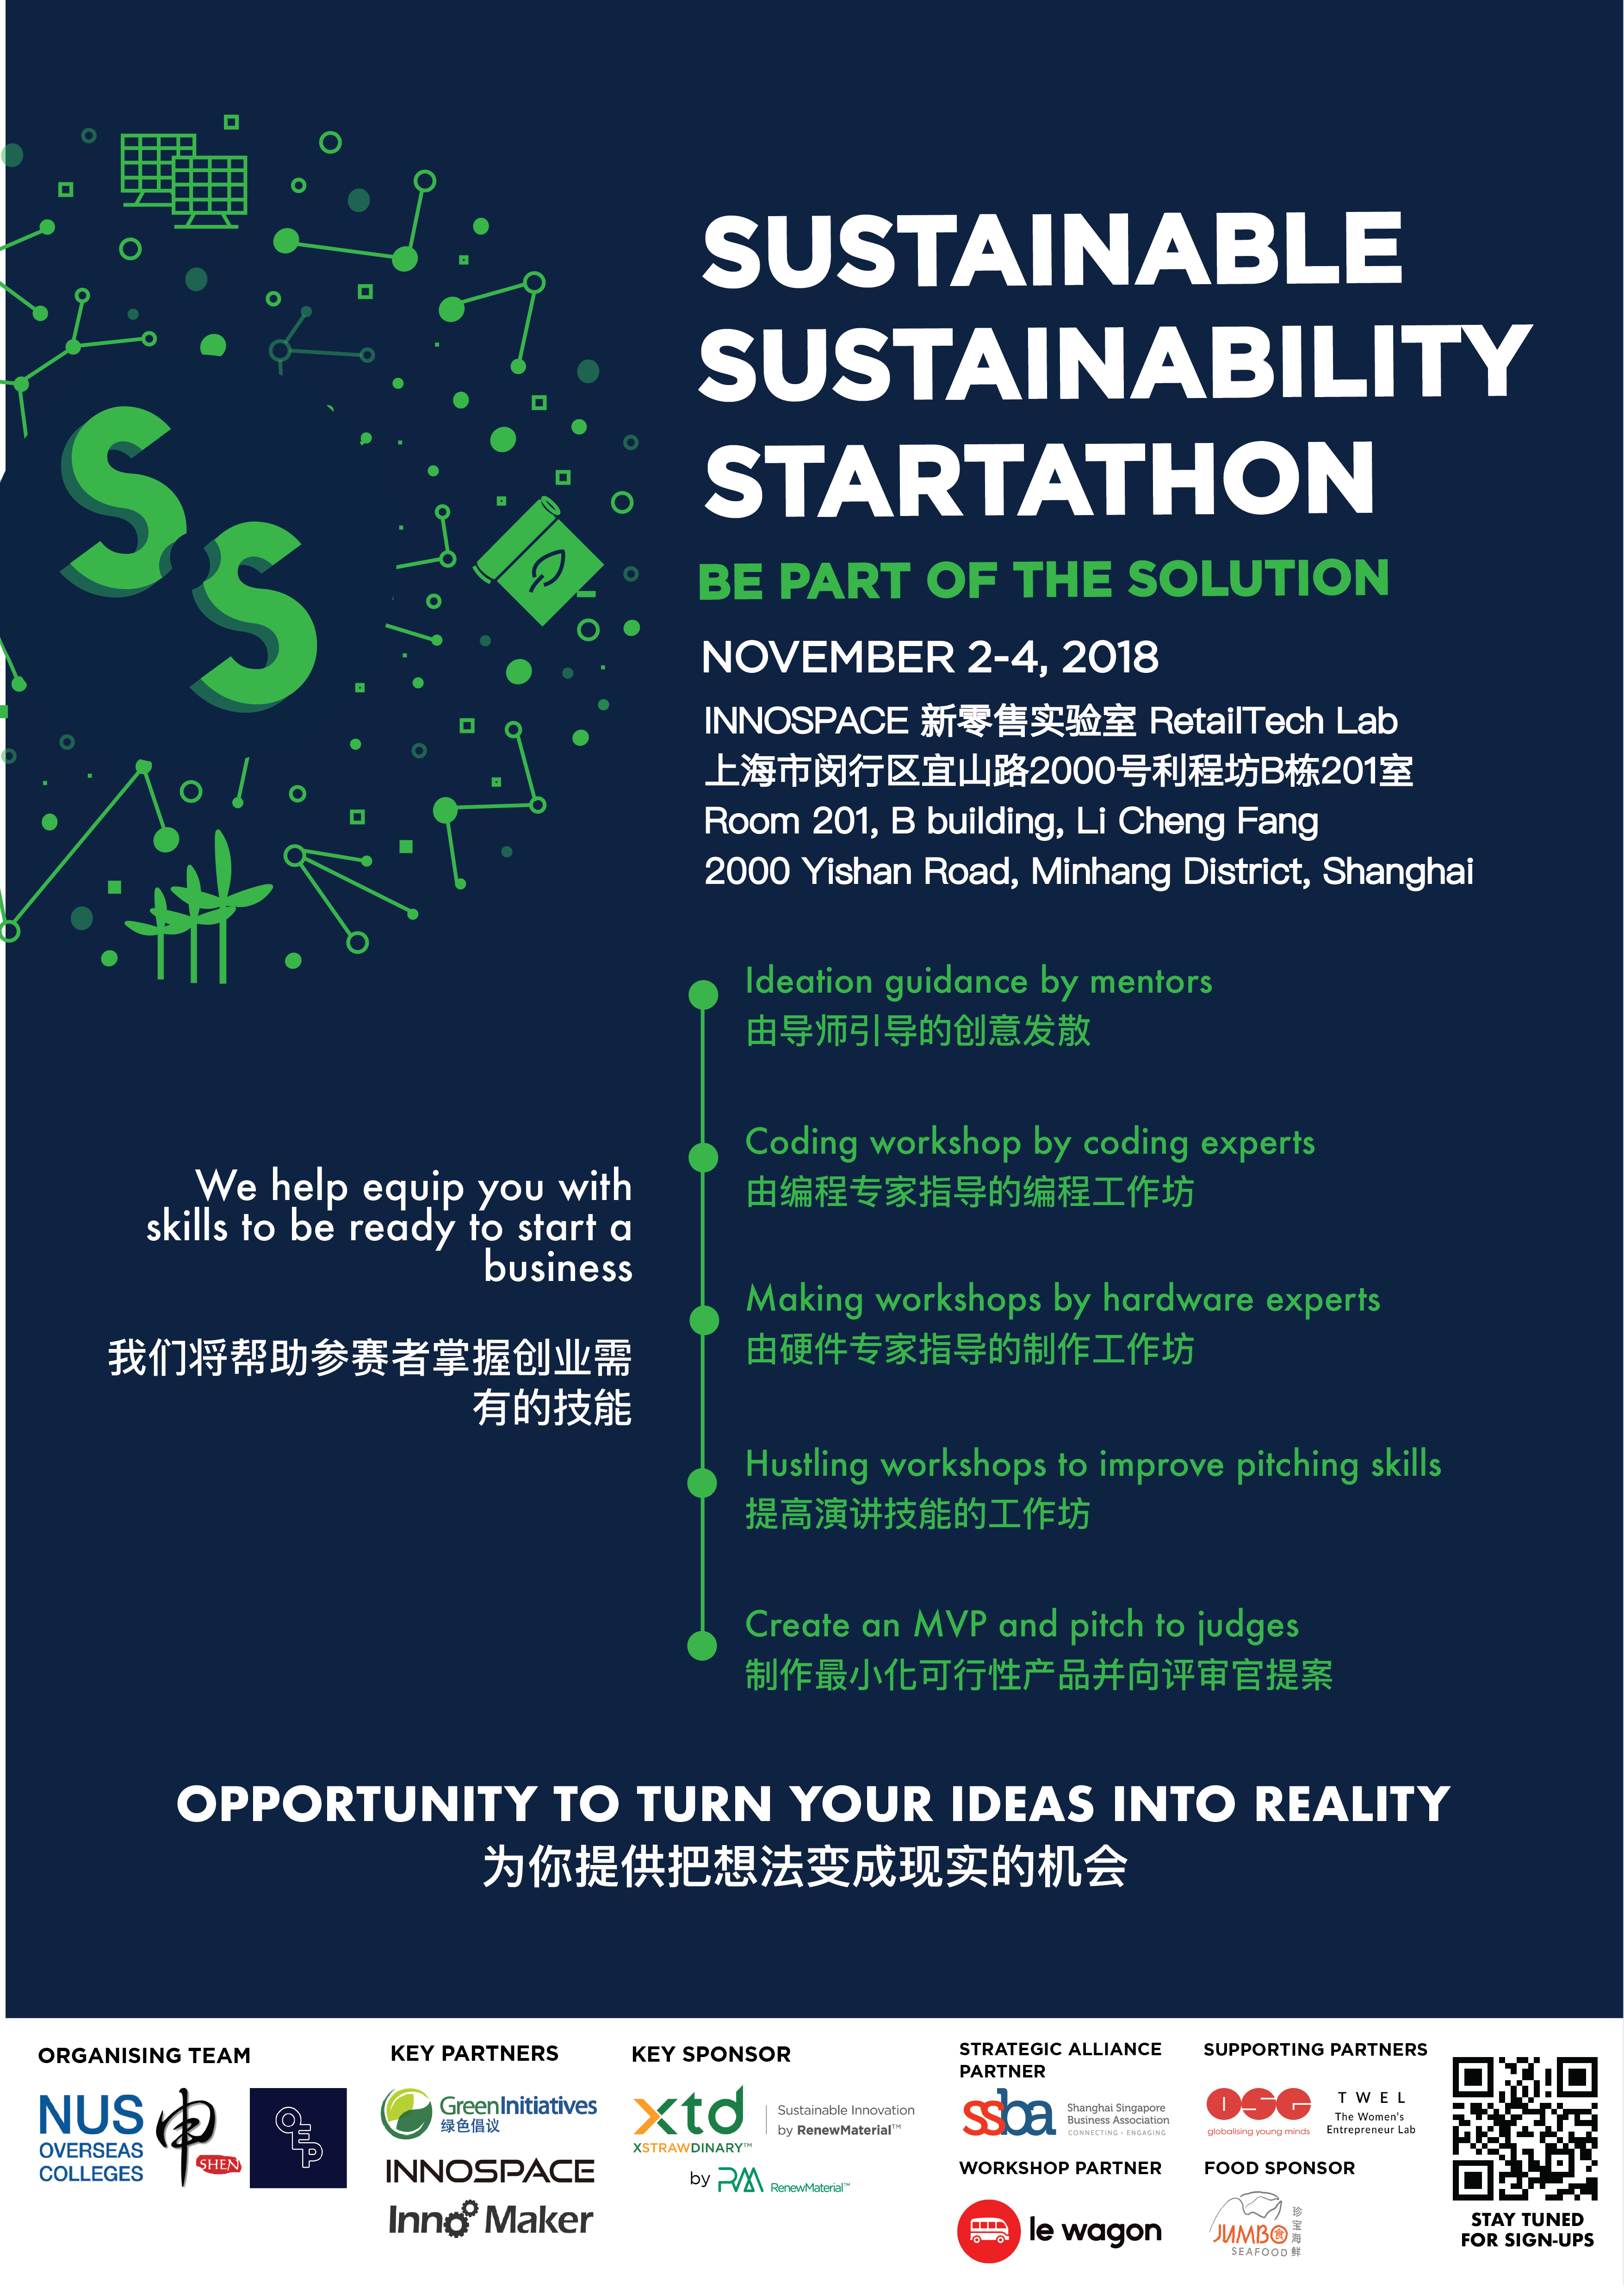 SUSTAINABLE
SUSTAINABILITY
STARTATHON
BE PART OF THE SOLUTION
NOVEMBER 2-4, 2018
INNOSPACE 新零售实验室 RetailTech Lab
上海市闵行区宜山路2000号利程坊B栋201室
Room 201, B building, Li Cheng Fang
2000 Yishan Road, Minhang District, Shanghai
S
S
We help equip you with
skills to be ready to start a
business
我们将帮助参赛者掌握创业需
有的技能
Ideation guidance by mentors
由导师引导的创意发散
Coding workshop by coding experts
由编程专家指导的编程工作坊
Making workshops by hardware experts
由硬件专家指导的制作工作坊
Hustling workshops to improve pitching skills
提高演讲技能的工作坊
Create an MVP and pitch to judges
制作最小化可行性产品并向评审官提案
OPPORTUNITY TO TURN YOUR IDEAS INTO REALITY
为你提供把想法变成现实的机会
ORGANISING TEAM
NUS
OVERSEAS
COLLEGES
申
SHEN
OEP
KEY PARTNERS
GreenInitiatives
绿色倡议
INNOSPACE
Inno Maker
KEY SPONSOR
xtd
XSTRAWDINARY™
Sustainable Innovation
by RenewMaterial™
by RM RenewMaterial™
STRATEGIC ALLIANCE
PARTNER
ssba
Shanghai Singapore
Business Association
CONNECTING · ENGAGING
WORKSHOP PARTNER
le wagon
SUPPORTING PARTNERS
globalising young minds
TWEL
The Women's
Entrepreneur Lab
FOOD SPONSOR
JUMBO
SEAFOOD
珍宝海鲜
STAY TUNED
FOR SIGN-UPS